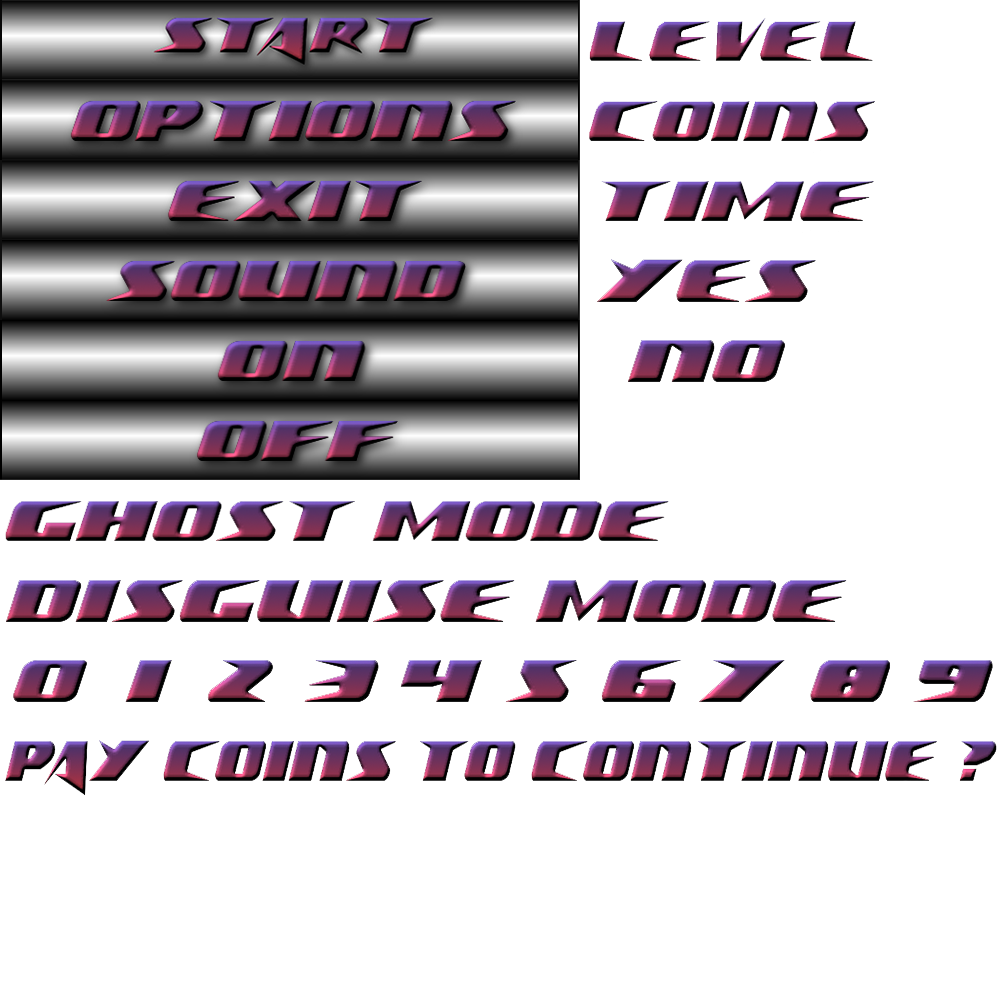 START
LEVEL
OPTIONS
COINS
EXIT
TIME
SOUND
YES
ON
NO
OFF
GHOST MODE
DISGUISE MODE
0 1 2 3 4 5 6 7 8 9
PAY COINS TO CONTINUE ?